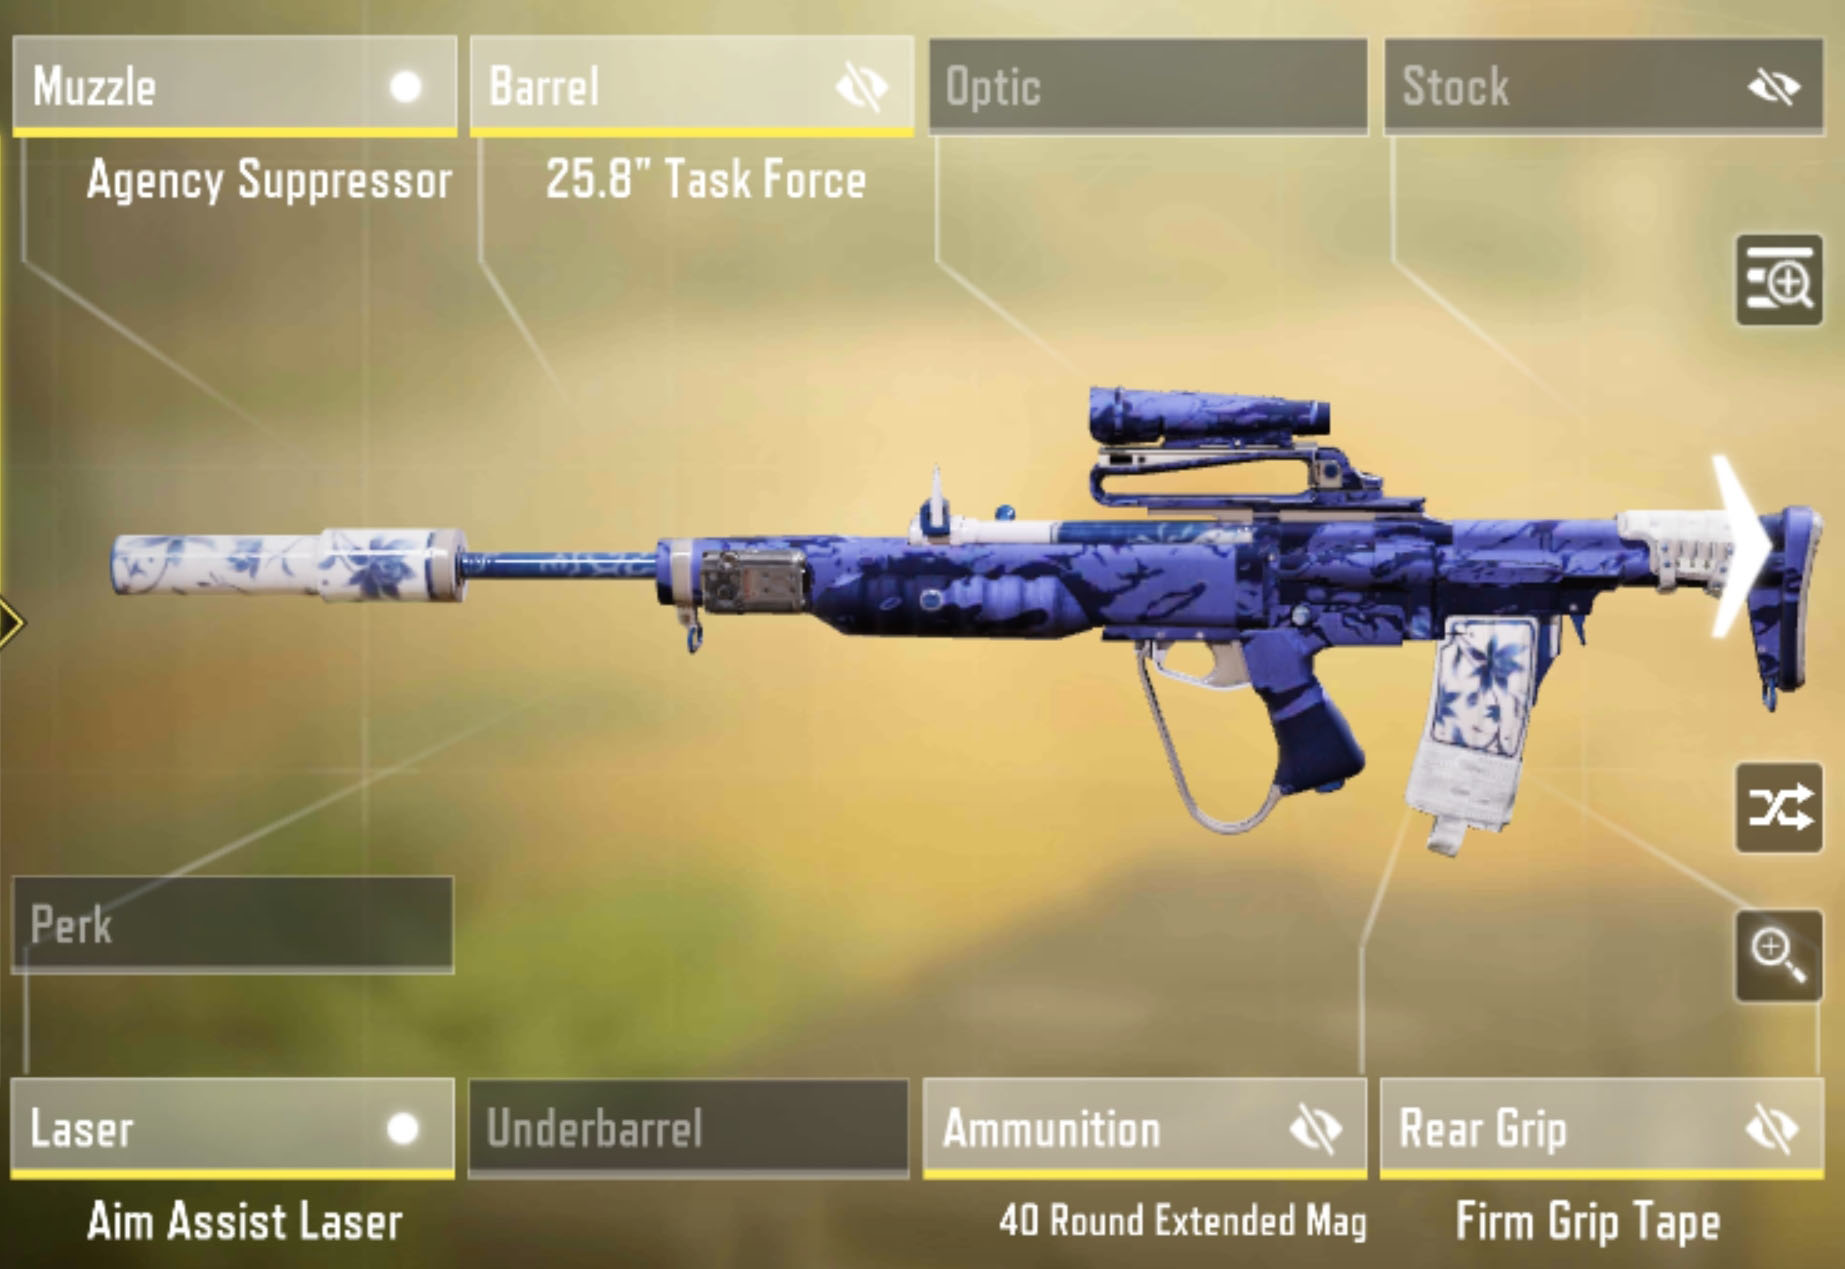 Muzzle
Barrel
Optic
Stock
Agency Suppressor
25.8" Task Force
Perk
Laser
Underbarrel
Ammunition
Rear Grip
Aim Assist Laser
40 Round Extended Mag
Firm Grip Tape